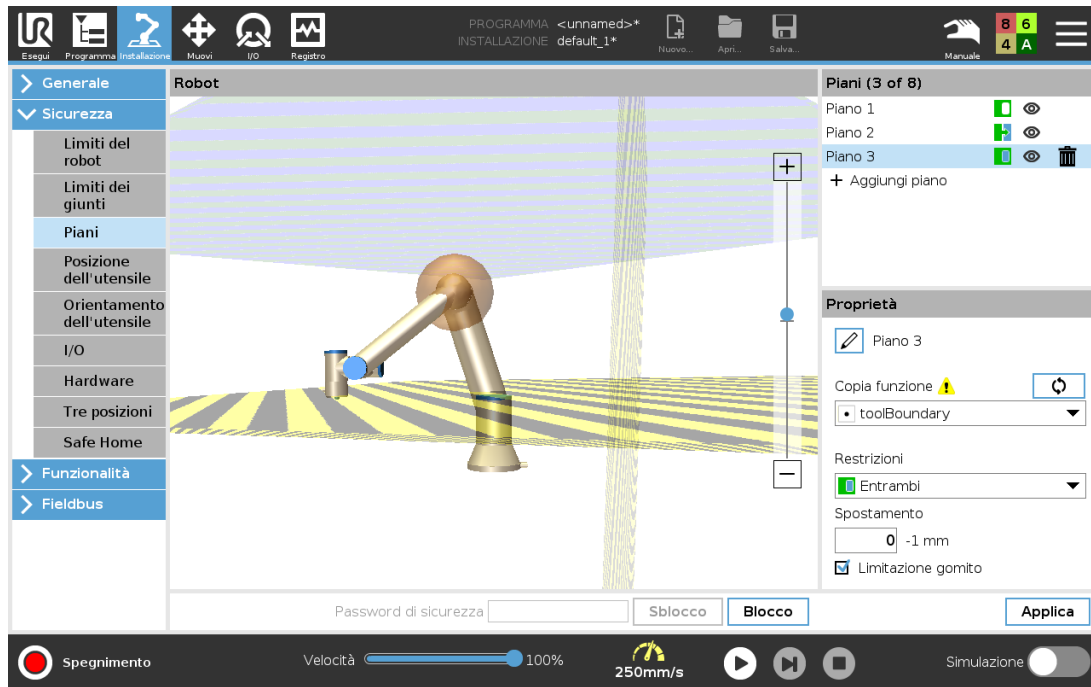 UR
PROGRAMMA <unnamed>*
INSTALLAZIONE default_1*
8 6
4 A
Esegui Programma Installazione Muovi I/O Registro Nuovo... Apri... Salva... Manuale
Generale
Sicurezza
Limiti del
robot
Limiti dei
giunti
Piani
Posizione
dell'utensile
Orientamento
dell'utensile
I/O
Hardware
Tre posizioni
Safe Home
Funzionalità
Fieldbus
Robot
+
−
Piani (3 of 8)
Piano 1
Piano 2
Piano 3
+ Aggiungi piano
Proprietà
Piano 3
Copia funzione
toolBoundary
Restrizioni
Entrambi
Spostamento
0 -1 mm
Limitazione gomito
Password di sicurezza Sblocco Blocco Applica
Spegnimento Velocità 100% 250mm/s Simulazione